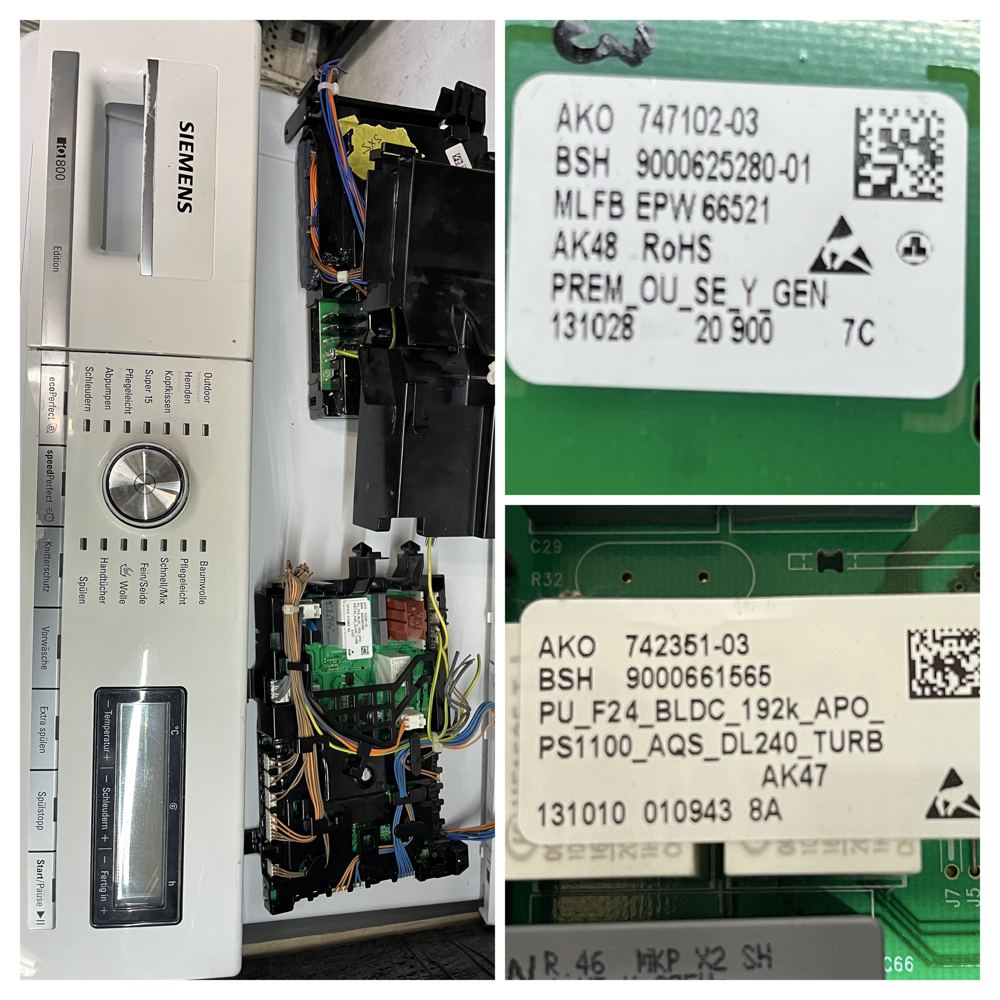 SIEMENS
iQ800
Edition
Outdoor
Hemden
Kopfkissen
Super 15
Pflegeleicht
Abpumpen
Schleudern
Baumwolle
Pflegeleicht
Schnell/Mix
Fein/Seide
Wolle
Handtücher
Spülen
ecoPerfect
speedPerfect
Knitterschutz
Vorwäsche
Extra spülen
Spülstopp
Start/Pause
°C
h
– Temperatur +
– Schleudern +
– Fertig in +
AKO 747102-03
BSH 9000625280-01
MLFB EPW 66521
AK48 RoHS
PREM_OU_SE_Y_GEN
131028 20 900 7C
C29
R32
AKO 742351-03
BSH 9000661565
PU_F24_BLDC_192k_APO_
PS1100_AQS_DL240_TURB
AK47
131010 010943 8A
J7
J5
R.46 MKP X2 SH
C66